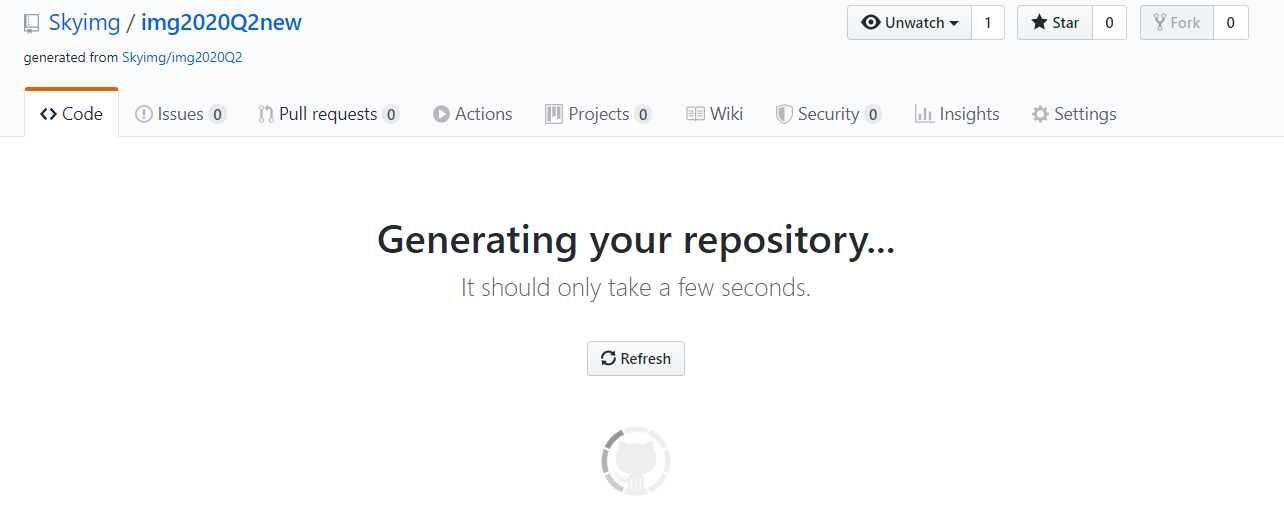 Skyimg / img2020Q2new
Unwatch 1 Star 0 Fork 0
generated from Skyimg/img2020Q2
Code Issues 0 Pull requests 0 Actions Projects 0 Wiki Security 0 Insights Settings
Generating your repository...
It should only take a few seconds.
Refresh